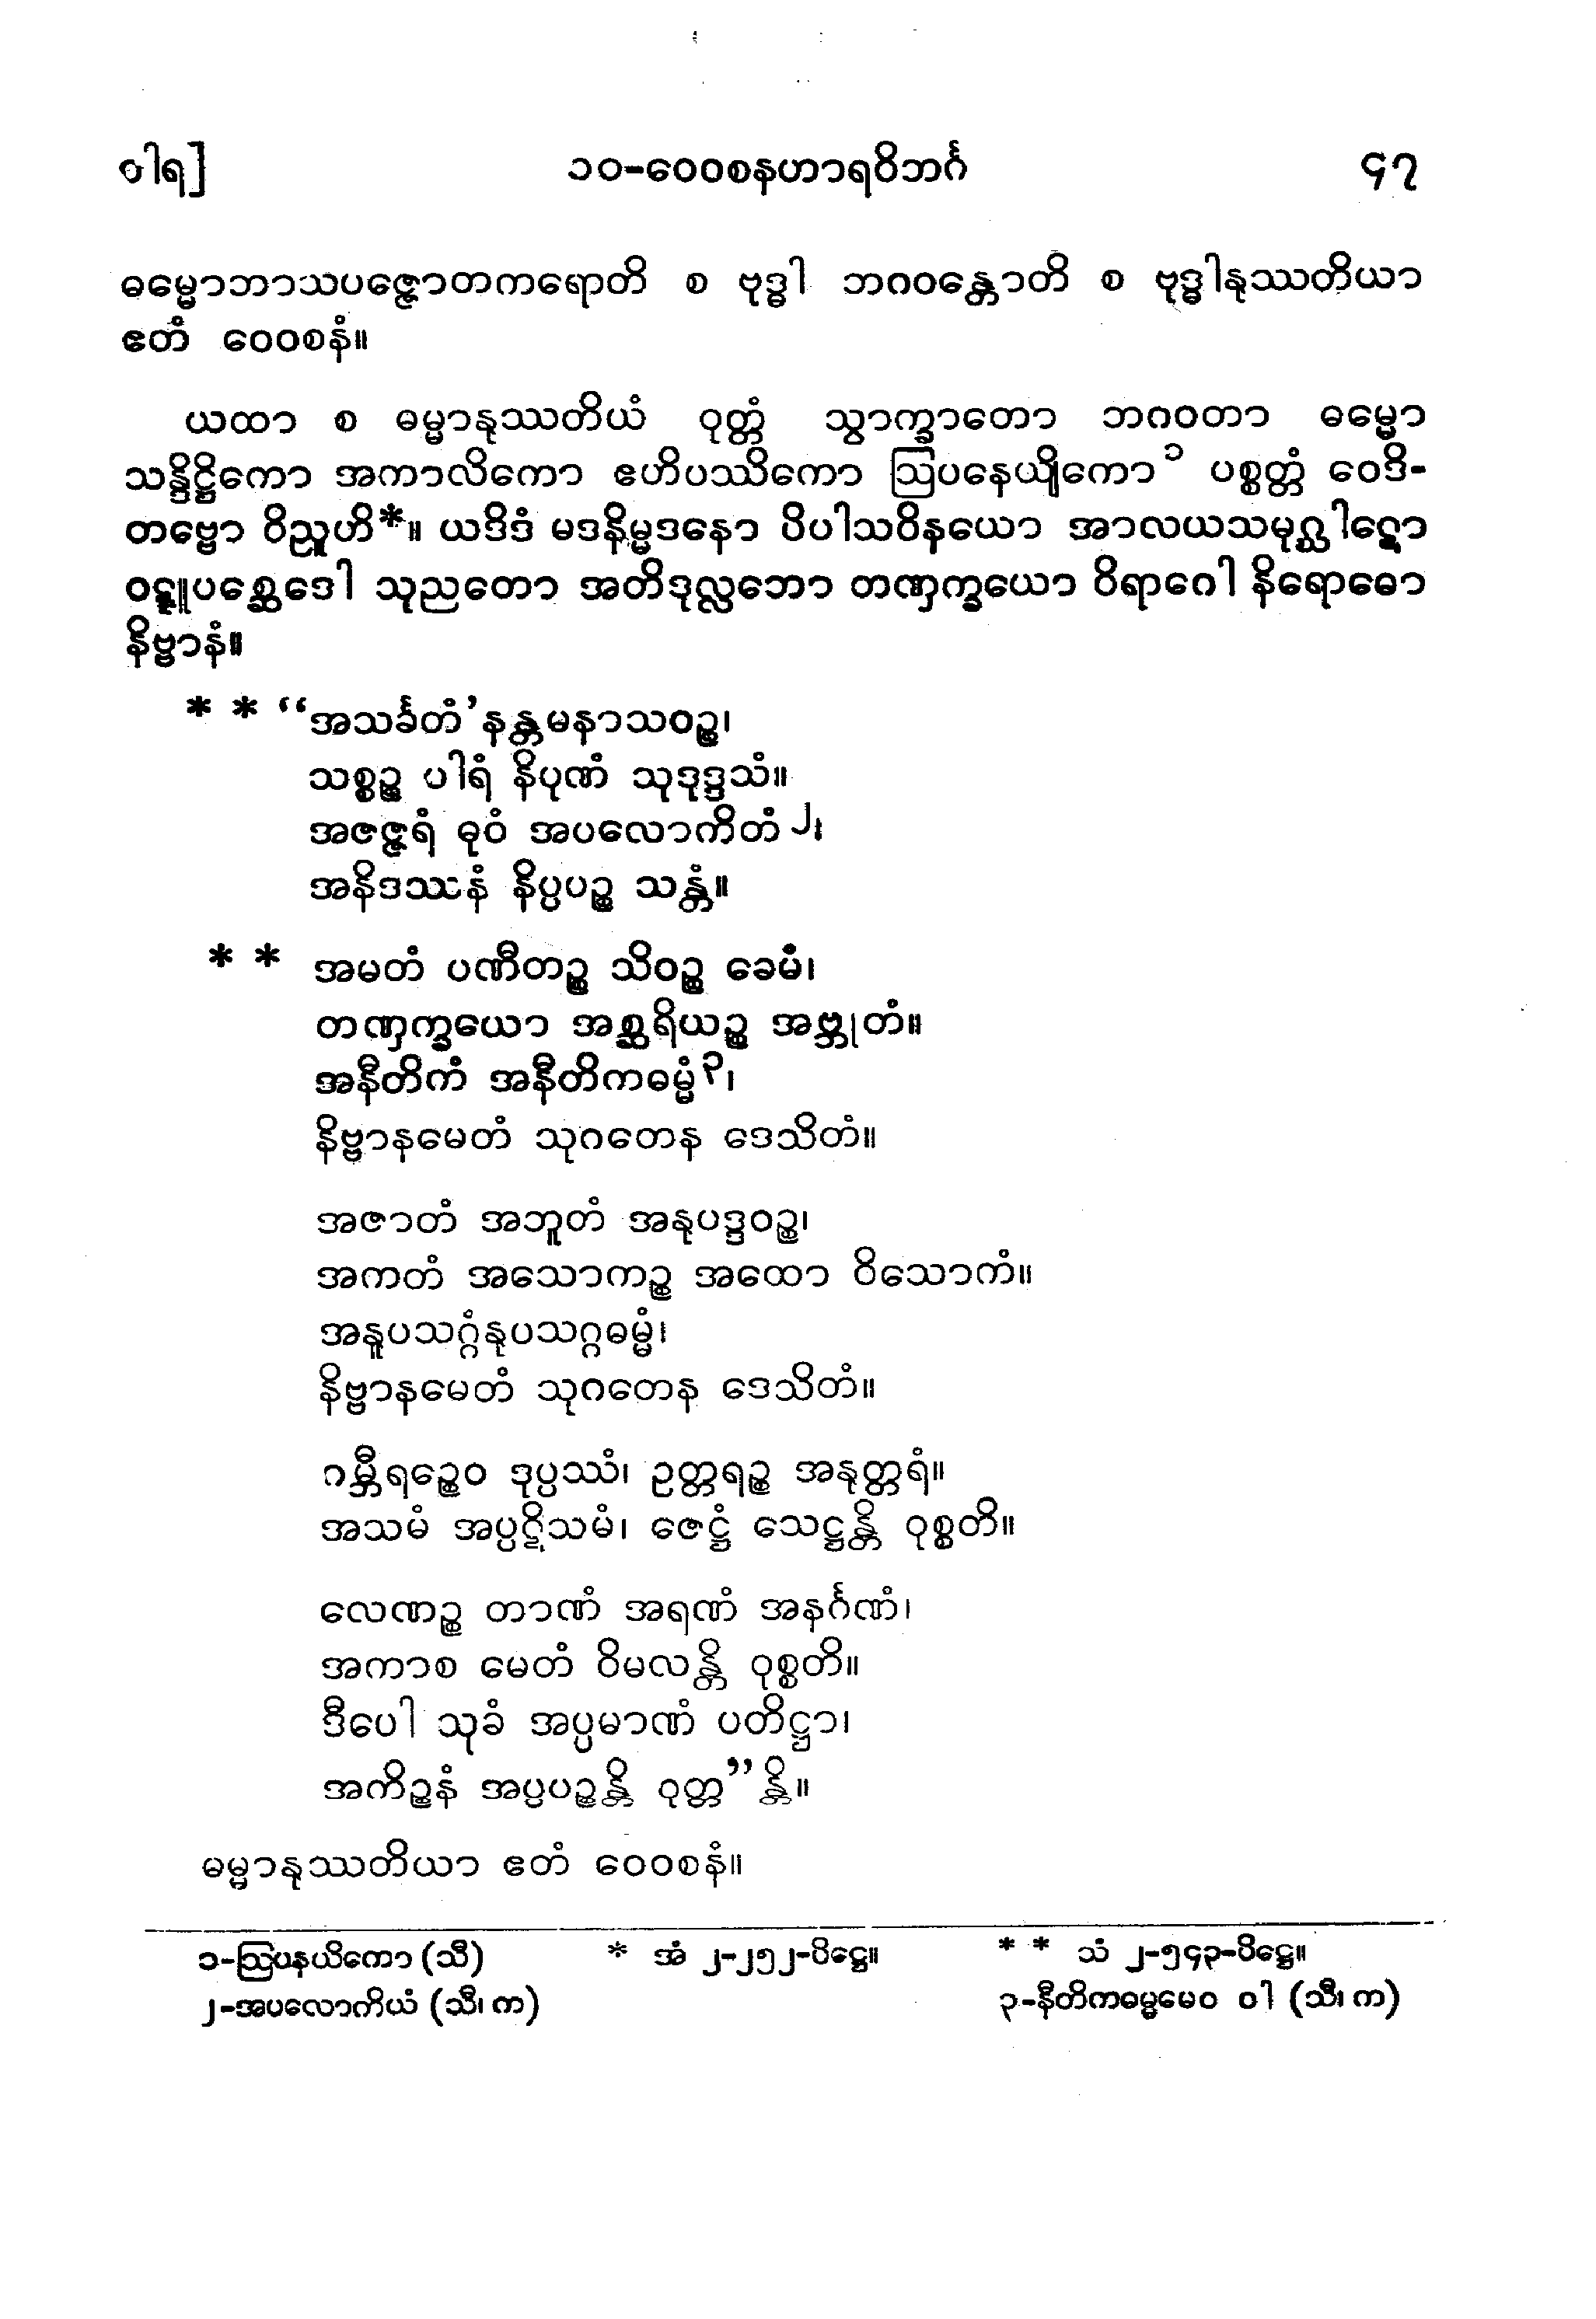 ဝါရ]
၁၀-ဝေဝစနဟာရဝိဘင်္ဂ
၄၇
ဓမ္မောဘာသပဇ္ဇောတကရောတိ စ ဗုဒ္ဓါ ဘဂဝန္တောတိ စ ဗုဒ္ဓါနုဿတိယာ
ဧတံ ဝေဝစနံ။
ယထာ စ ဓမ္မာနုဿတိယံ ဝုတ္တံ သွာက္ခာတော ဘဂဝတာ ဓမ္မော
သန္ဒိဋ္ဌိကော အကာလိကော ဧဟိပဿိကော ဩပနေယျိကော၁ ပစ္စတ္တံ ဝေဒိ-
တဗ္ဗော ဝိညူဟိ*။ ယဒိဒံ မဒနိမ္မဒနော ပိပါသဝိနယော အာလယသမုဂ္ဃါဋော
ဝဋ္ဋူပစ္ဆေဒေါ သုညတော အတိဒုလ္လဘော တဏှက္ခယော ဝိရာဂေါ နိရောဓော
နိဗ္ဗာနံ။
* * “အသင်္ခတံ’နန္တမနာသဝဉ္စ၊
သစ္စဉ္စ ပါရံ နိပုဏံ သုဒုဒ္ဒသံ။
အဇဇ္ဇရံ ဓုဝံ အပလောကိတံ၂၊
အနိဒဿနံ နိပ္ပပဉ္စ သန္တံ။
* * အမတံ ပဏီတဉ္စ သိဝဉ္စ ခေမံ၊
တဏှက္ခယော အစ္ဆရိယဉ္စ အဗ္ဘုတံ။
အနီတိကံ အနီတိကဓမ္မံ၃၊
နိဗ္ဗာနမေတံ သုဂတေန ဒေသိတံ။
အဇာတံ အဘူတံ အနုပဒ္ဒဝဉ္စ၊
အကတံ အသောကဉ္စ အထော ဝိသောကံ။
အနူပသဂ္ဂံနုပသဂ္ဂဓမ္မံ၊
နိဗ္ဗာနမေတံ သုဂတေန ဒေသိတံ။
ဂမ္ဘီရဉ္စေဝ ဒုပ္ပဿံ၊ ဥတ္တရဉ္စ အနုတ္တရံ။
အသမံ အပ္ပဋိသမံ၊ ဇေဋ္ဌံ သေဋ္ဌန္တိ ဝုစ္စတိ။
လေဏဉ္စ တာဏံ အရဏံ အနင်္ဂဏံ၊
အကာစ မေတံ ဝိမလန္တိ ဝုစ္စတိ။
ဒီပေါ သုခံ အပ္ပမာဏံ ပတိဋ္ဌာ၊
အကိဉ္စနံ အပ္ပပဉ္စန္တိ ဝုတ္တ”န္တိ။
ဓမ္မာနုဿတိယာ ဧတံ ဝေဝစနံ။
၁-ဩပနယိကော (သီ) * အံ ၂-၂၅၂-ပိဋ္ဌေ။ * * သံ ၂-၅၄၃-ပိဋ္ဌေ။
၂-အပလောကိယံ (သီ၊ က) ၃-နီတိကဓမ္မမေဝ ဝါ (သီ၊ က)